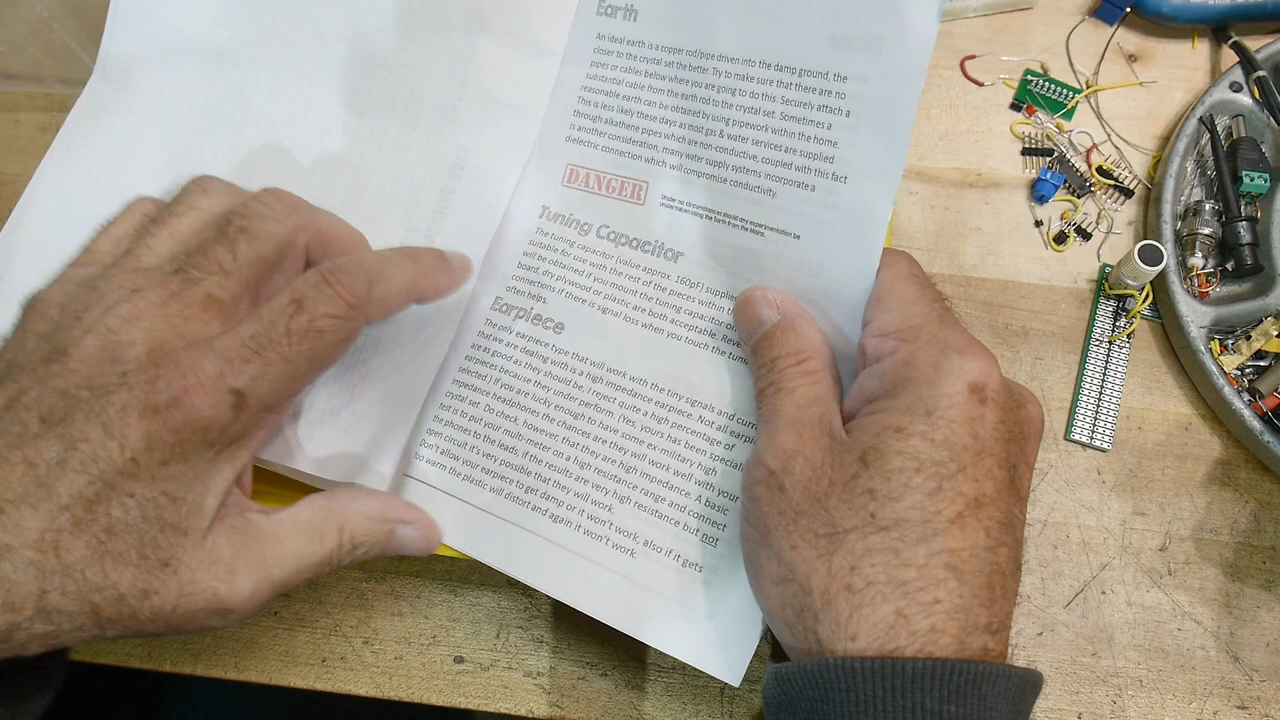 Earth
An ideal earth is a copper rod/pipe driven into the damp ground, the
closer to the crystal set the better. Try to make sure that there are no
pipes or cables below where you are going to do this. Securely attach a
substantial cable from the earth rod to the crystal set. Sometimes a
reasonable earth can be obtained by using pipework within the home.
This is less likely these days as most gas & water services are supplied
through alkathene pipes which are non-conductive, coupled with this fact
is another consideration, many water supply systems incorporate a
dielectric connection which will compromise conductivity.
DANGER
Under no circumstances should any experimentation be
undertaken using the Earth from the Mains.
Tuning Capacitor
The tuning capacitor (value approx. 160pF) supplie
suitable for use with the rest of the pieces with in t
will be obtained if you mount the tuning capacitor o
board, dry plywood or plastic are both acceptable. Reve
connections if there is signal loss when you touch the tuni
often helps.
Earpiece
The only earpiece type that will work with the tiny signals and curr
that we are dealing with is a high impedance earpiece. Not all earpi
are as good as they should be, I reject quite a high percentage of
earpieces because they under perform. (Yes, yours has been speciall
selected.) If you are lucky enough to have some ex-military high
impedance headphones the chances are they will work well with your
crystal set. Do check, however, that they are high impedance. A basic
test is to put your multi-meter on a high resistance range and connect
the phones to the leads, if the results are very high resistance but not
open circuit it's very possible that they will work.
Don't allow your earpiece to get damp or it won't work, also if it gets
too warm the plastic will distort and again it won't work.